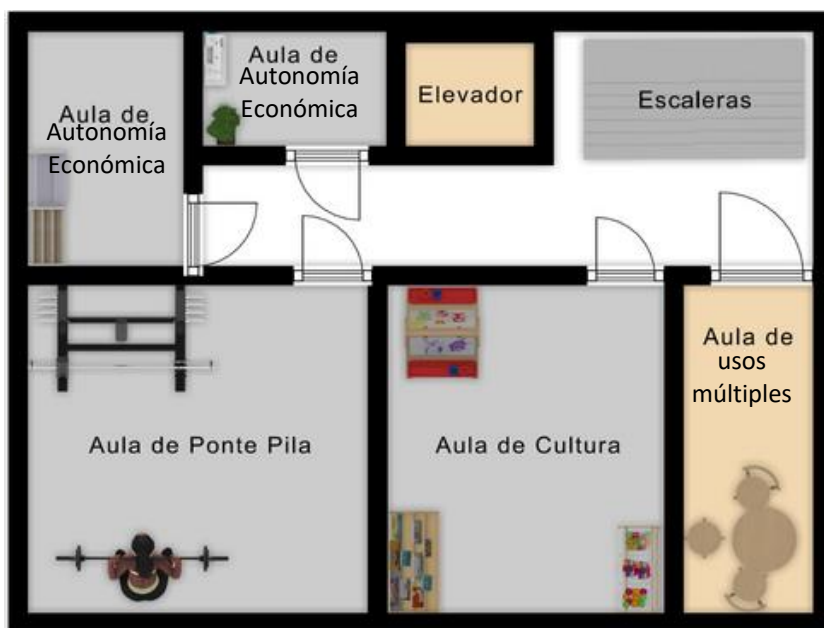 Aula de
Autonomía
Económica
Aula de
Autonomía
Económica
Elevador
Escaleras
Aula de Ponte Pila
Aula de Cultura
Aula de
usos
múltiples